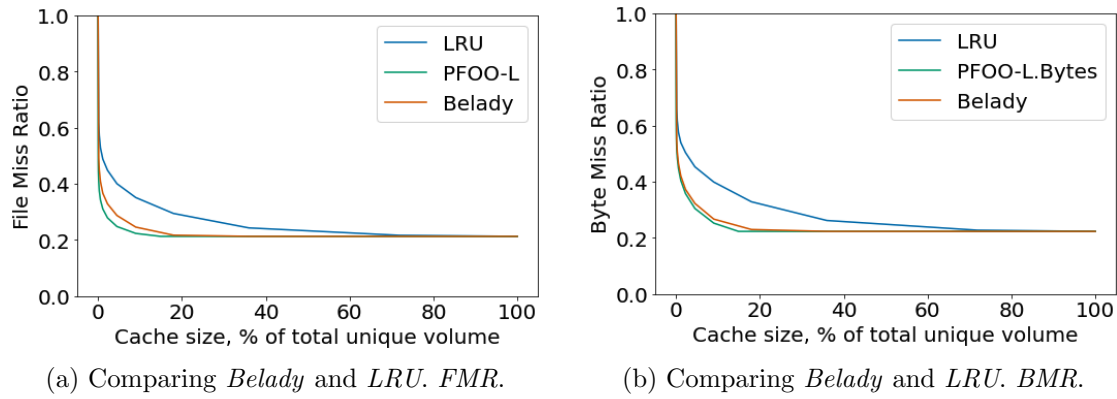 1.0
0.8
0.6
0.4
0.2
0.0
File Miss Ratio
LRU
PFOO-L
Belady
0 20 40 60 80 100
Cache size, % of total unique volume
(a) Comparing Belady and LRU. FMR.
1.0
0.8
0.6
0.4
0.2
0.0
Byte Miss Ratio
LRU
PFOO-L.Bytes
Belady
0 20 40 60 80 100
Cache size, % of total unique volume
(b) Comparing Belady and LRU. BMR.